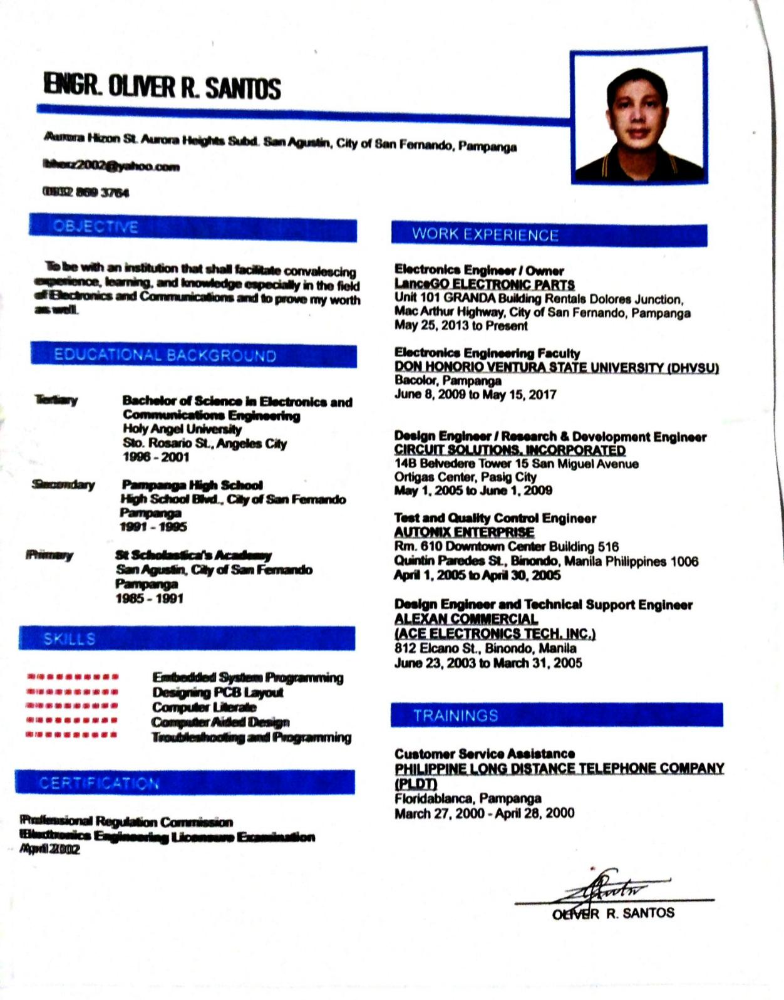 ENGR. OLIVER R. SANTOS
Aurora Hizon St. Aurora Heights Subd. San Agustin, City of San Fernando, Pampanga
0932 869 3764
OBJECTIVE
To be with an institution that shall facilitate convalescing
experience, learning, and knowledge especially in the field
of Electronics and Communications and to prove my worth
as well.
EDUCATIONAL BACKGROUND
Tertiary
Bachelor of Science in Electronics and
Communications Engineering
Holy Angel University
Sto. Rosario St., Angeles City
1996 - 2001
Secondary
Pampanga High School
High School Blvd., City of San Fernando
Pampanga
1991 - 1995
Primary
St Scholastica's Academy
San Agustin, City of San Fernando
Pampanga
1985 - 1991
SKILLS
Embedded System Programming
Designing PCB Layout
Computer Literate
Computer Aided Design
Troubleshooting and Programming
CERTIFICATION
Professional Regulation Commission
Electronics Engineering Licensure Examination
April 2002
WORK EXPERIENCE
Electronics Engineer / Owner
LanceGO ELECTRONIC PARTS
Unit 101 GRANDA Building Rentals Dolores Junction,
Mac Arthur Highway, City of San Fernando, Pampanga
May 25, 2013 to Present
Electronics Engineering Faculty
DON HONORIO VENTURA STATE UNIVERSITY (DHVSU)
Bacolor, Pampanga
June 8, 2009 to May 15, 2017
Design Engineer / Research & Development Engineer
CIRCUIT SOLUTIONS, INCORPORATED
14B Belvedere Tower 15 San Miguel Avenue
Ortigas Center, Pasig City
May 1, 2005 to June 1, 2009
Test and Quality Control Engineer
AUTONIX ENTERPRISE
Rm. 610 Downtown Center Building 516
Quintin Paredes St., Binondo, Manila Philippines 1006
April 1, 2005 to April 30, 2005
Design Engineer and Technical Support Engineer
ALEXAN COMMERCIAL
(ACE ELECTRONICS TECH. INC.)
812 Elcano St., Binondo, Manila
June 23, 2003 to March 31, 2005
TRAININGS
Customer Service Assistance
PHILIPPINE LONG DISTANCE TELEPHONE COMPANY
(PLDT)
Floridablanca, Pampanga
March 27, 2000 - April 28, 2000
OLIVER R. SANTOS